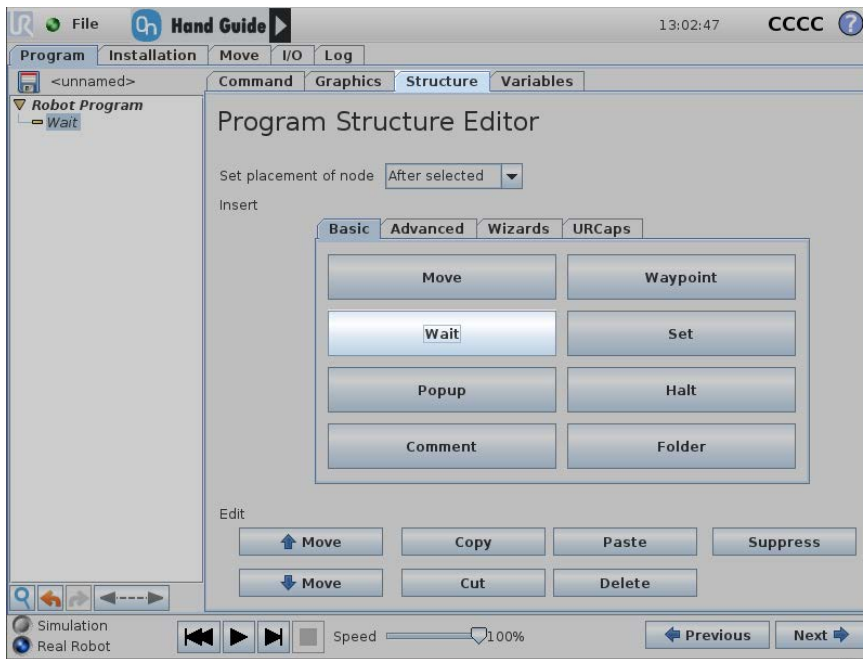 UR File On Hand Guide 13:02:47 CCCC ?
Program Installation Move I/O Log
<unnamed> Command Graphics Structure Variables
Robot Program
Wait
Program Structure Editor
Set placement of node After selected
Insert
Basic Advanced Wizards URCaps
Move Waypoint
Wait Set
Popup Halt
Comment Folder
Edit
Move Copy Paste Suppress
Move Cut Delete
Simulation
Real Robot
Speed 100% Previous Next